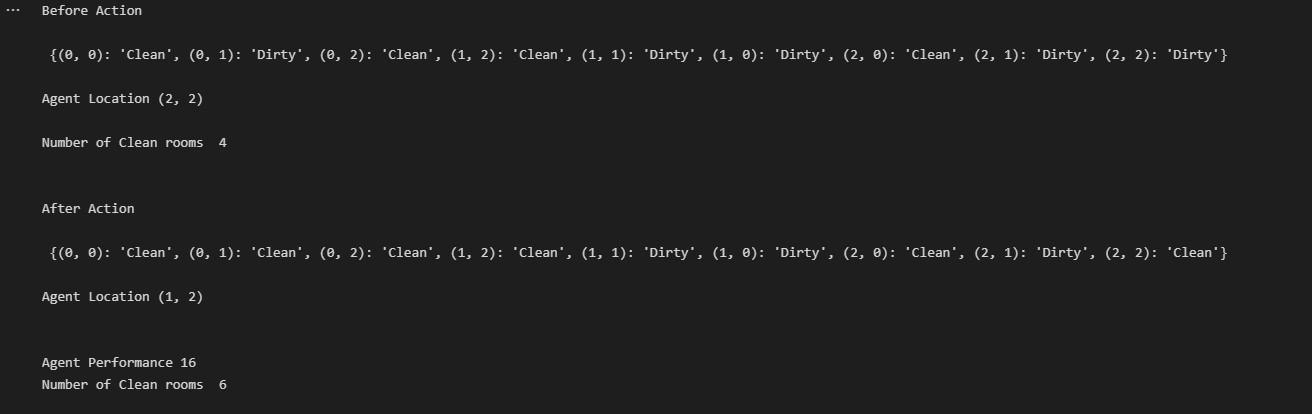 Before Action
{(0, 0): 'Clean', (0, 1): 'Dirty', (0, 2): 'Clean', (1, 2): 'Clean', (1, 1): 'Dirty', (1, 0): 'Dirty', (2, 0): 'Clean', (2, 1): 'Dirty', (2, 2): 'Dirty'}
Agent Location (2, 2)
Number of Clean rooms  4
After Action
{(0, 0): 'Clean', (0, 1): 'Clean', (0, 2): 'Clean', (1, 2): 'Clean', (1, 1): 'Dirty', (1, 0): 'Dirty', (2, 0): 'Clean', (2, 1): 'Dirty', (2, 2): 'Clean'}
Agent Location (1, 2)
Agent Performance 16
Number of Clean rooms  6